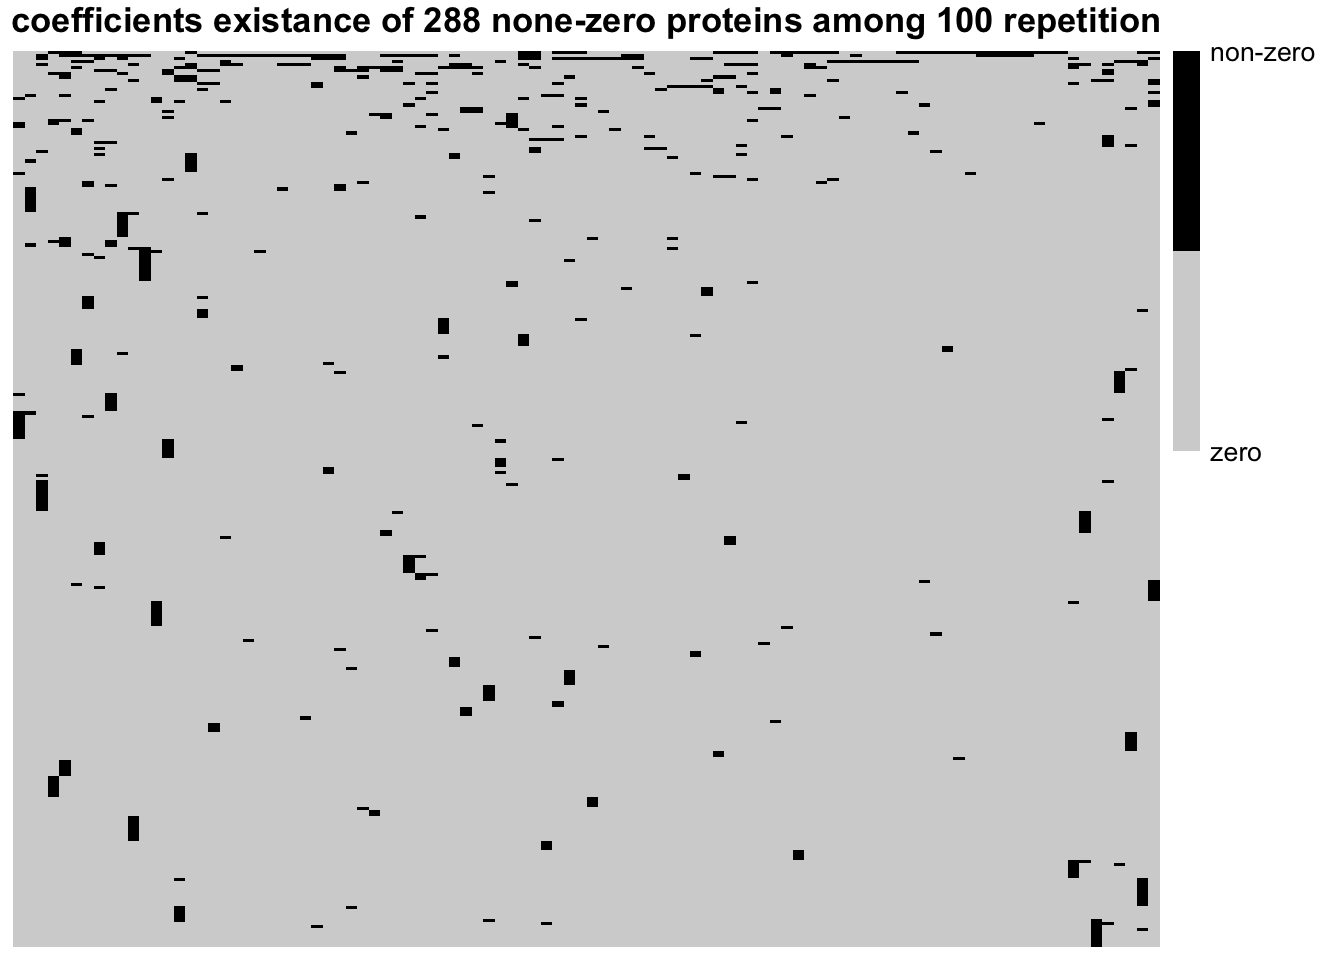 coefficients existance of 288 none-zero proteins among 100 repetition
non-zero
zero